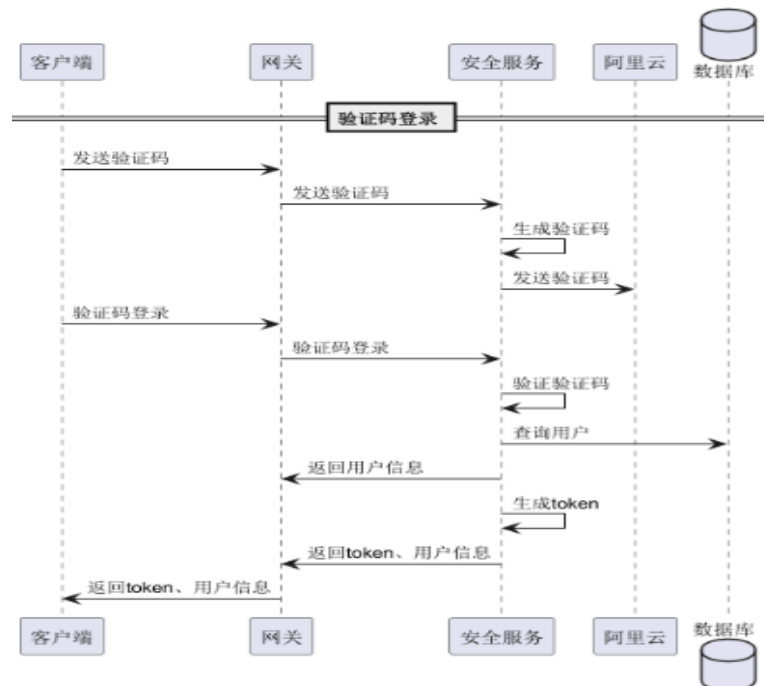 客户端 网关 安全服务 阿里云 数据库
验证码登录
发送验证码
发送验证码
生成验证码
发送验证码
验证码登录
验证码登录
验证验证码
查询用户
返回用户信息
生成token
返回token、用户信息
返回token、用户信息
客户端 网关 安全服务 阿里云 数据库